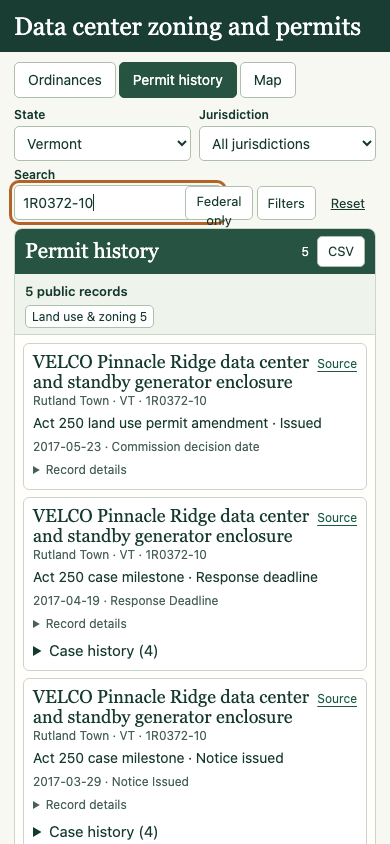 Data center zoning and permits
Ordinances
Permit history
Map
State
Jurisdiction
Vermont
All jurisdictions
Search
1R0372-10
Federal only
Filters
Reset
Permit history
5
CSV
5 public records
Land use & zoning 5
VELCO Pinnacle Ridge data center
and standby generator enclosure
Source
Rutland Town · VT · 1R0372-10
Act 250 land use permit amendment · Issued
2017-05-23 · Commission decision date
Record details
VELCO Pinnacle Ridge data center
and standby generator enclosure
Source
Rutland Town · VT · 1R0372-10
Act 250 case milestone · Response deadline
2017-04-19 · Response Deadline
Record details
Case history (4)
VELCO Pinnacle Ridge data center
and standby generator enclosure
Source
Rutland Town · VT · 1R0372-10
Act 250 case milestone · Notice issued
2017-03-29 · Notice Issued
Record details
Case history (4)